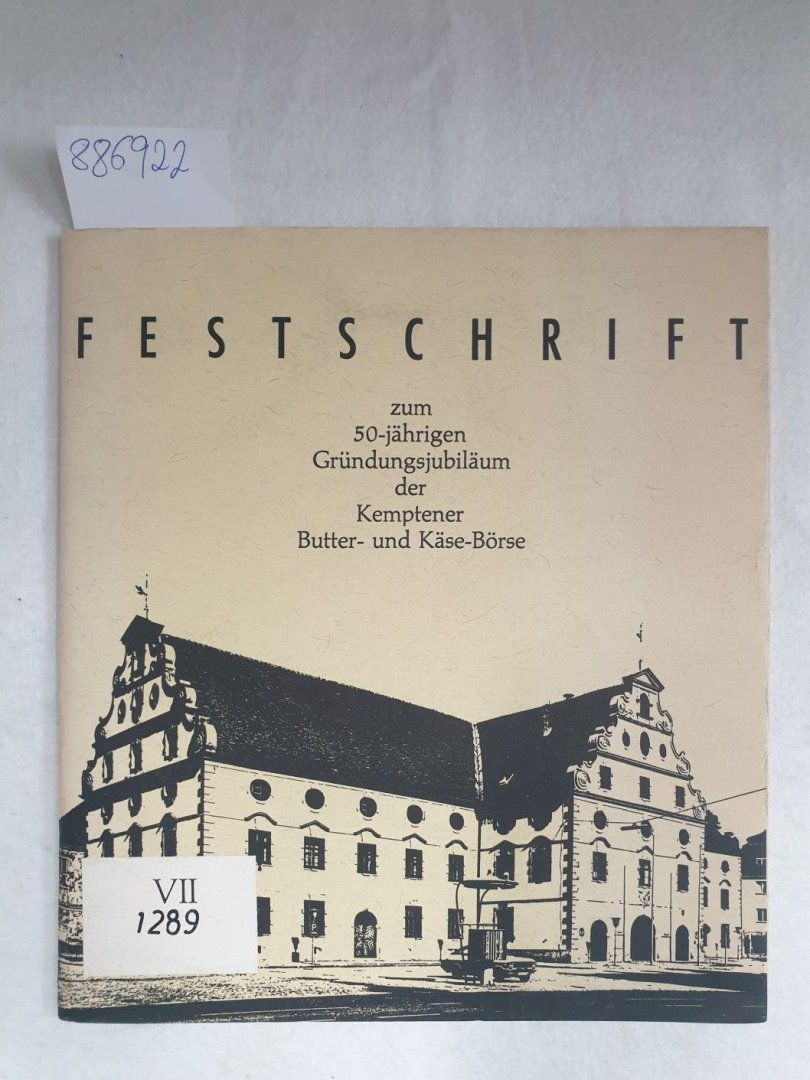 886922
FESTSCHRIFT
zum
50-jährigen
Gründungsjubiläum
der
Kemptener
Butter- und Käse-Börse
VII
1289